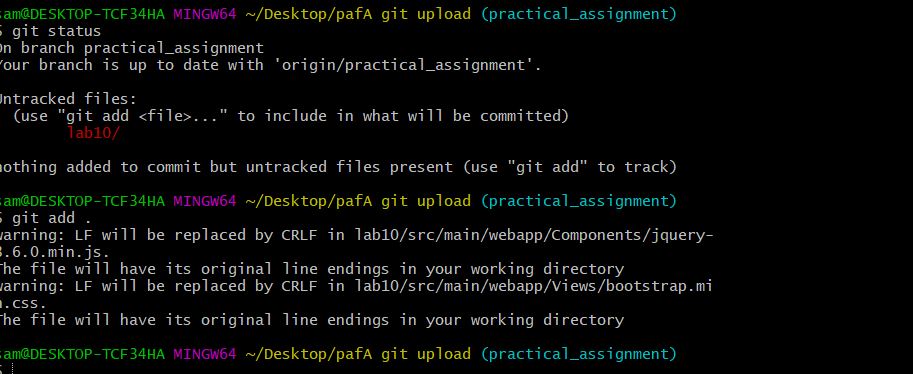 sam@DESKTOP-TCF34HA MINGW64 ~/Desktop/pafA git upload (practical_assignment)
$ git status
On branch practical_assignment
Your branch is up to date with 'origin/practical_assignment'.
Untracked files:
(use "git add <file>..." to include in what will be committed)
lab10/
nothing added to commit but untracked files present (use "git add" to track)
sam@DESKTOP-TCF34HA MINGW64 ~/Desktop/pafA git upload (practical_assignment)
$ git add .
warning: LF will be replaced by CRLF in lab10/src/main/webapp/Components/jquery-
3.6.0.min.js.
The file will have its original line endings in your working directory
warning: LF will be replaced by CRLF in lab10/src/main/webapp/Views/bootstrap.mi
n.css.
The file will have its original line endings in your working directory
sam@DESKTOP-TCF34HA MINGW64 ~/Desktop/pafA git upload (practical_assignment)
$